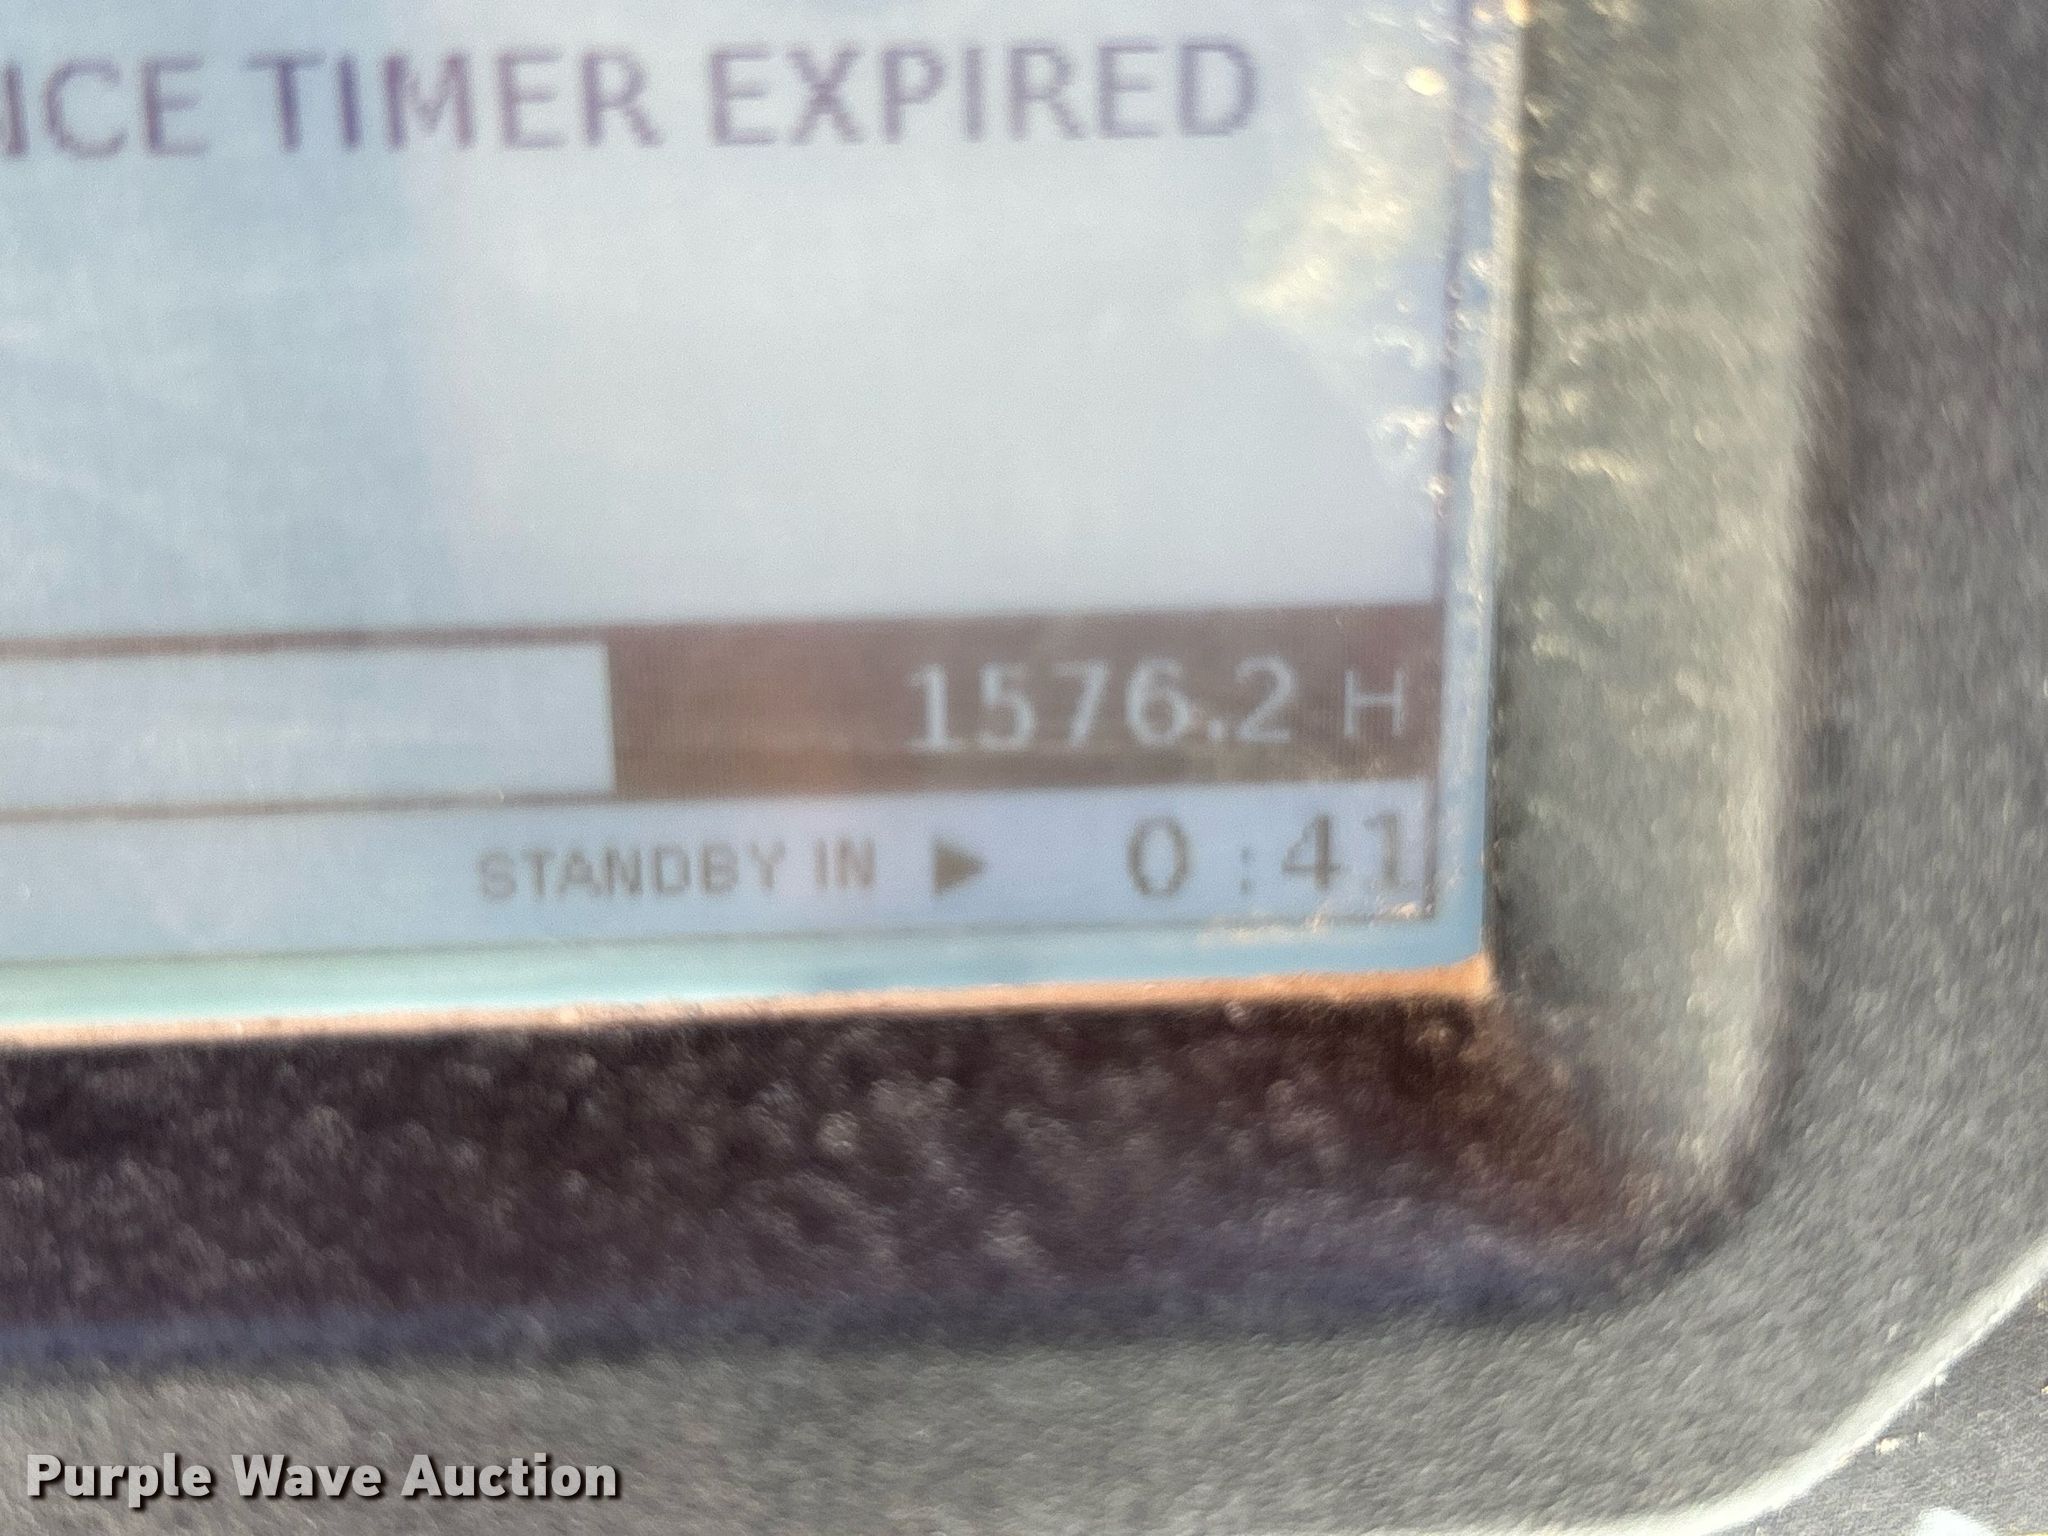 ICE TIMER EXPIRED
1576.2 H
STANDBY IN ▶ 0:41
Purple Wave Auction